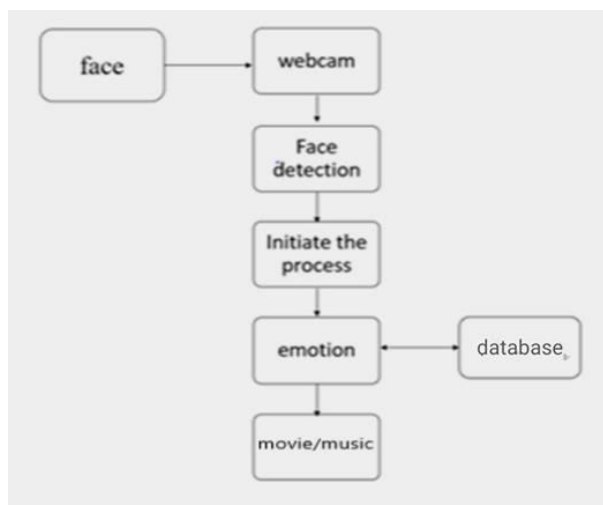 face
webcam
Face
detection
Initiate the
process
emotion
database
movie/music